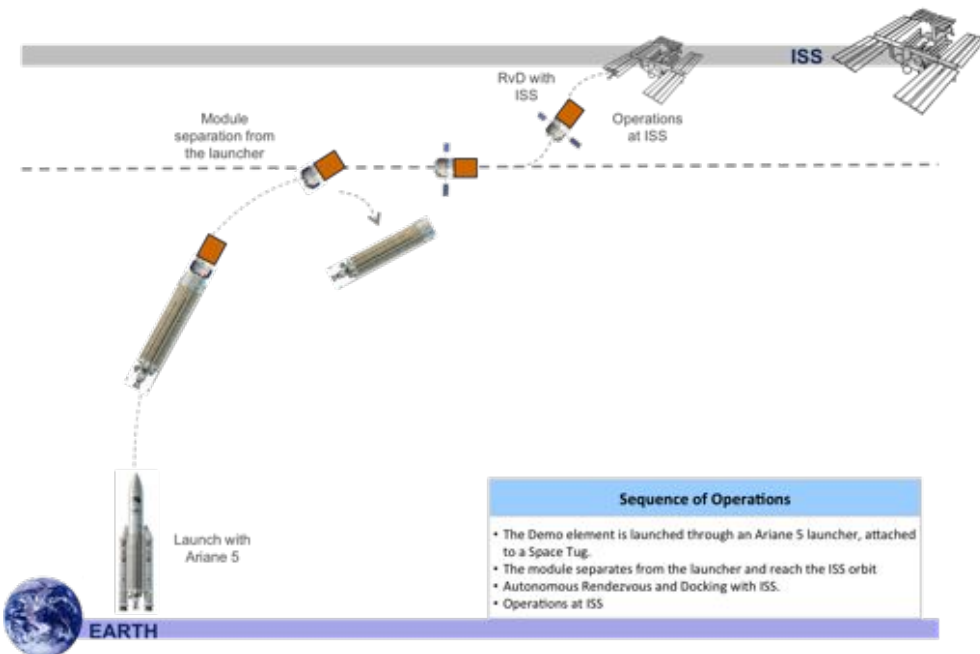 ISS
RvD with
ISS
Operations
at ISS
Module
separation from
the launcher
Launch with
Ariane 5
Sequence of Operations
• The Demo element is launched through an Ariane 5 launcher, attached
to a Space Tug.
• The module separates from the launcher and reach the ISS orbit
• Autonomous Rendezvous and Docking with ISS.
• Operations at ISS
EARTH